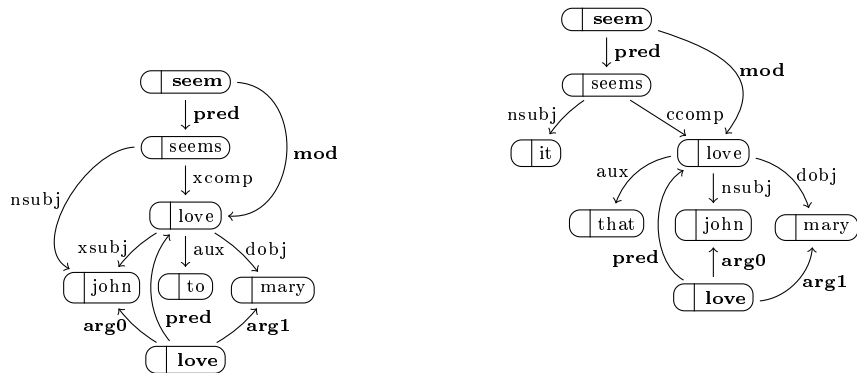 seem
pred
mod
seems
nsubj
xcomp
love
xsubj
aux
dobj
john
to
mary
arg0
pred
arg1
love
seem
pred
mod
seems
nsubj
ccomp
it
love
aux
nsubj
dobj
that
john
mary
pred
arg0
arg1
love